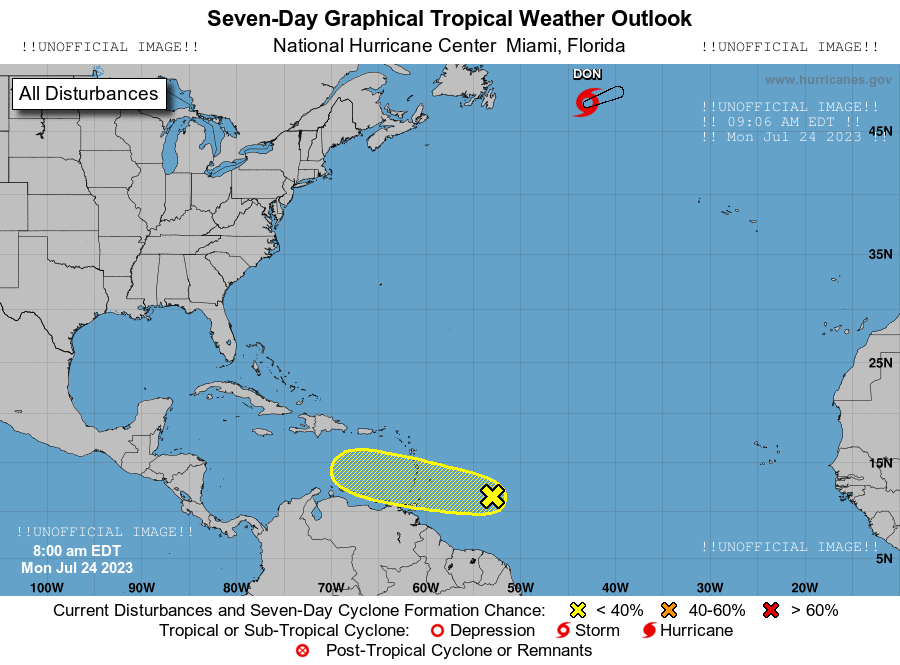 Seven-Day Graphical Tropical Weather Outlook
!!UNOFFICIAL IMAGE!! National Hurricane Center  Miami, Florida !!UNOFFICIAL IMAGE!!
DON
www.hurricanes.gov
All Disturbances
!!UNOFFICIAL IMAGE!!
!! 09:06 AM EDT !!
!! Mon Jul 24 2023 !!
45N
35N
25N
15N
!!UNOFFICIAL IMAGE!!
8:00 am EDT
Mon Jul 24 2023
!!UNOFFICIAL IMAGE!!
5N
100W 90W 80W 70W 60W 50W 40W 30W 20W
Current Disturbances and Seven-Day Cyclone Formation Chance: < 40% 40-60% > 60%
Tropical or Sub-Tropical Cyclone: Depression Storm Hurricane
Post-Tropical Cyclone or Remnants